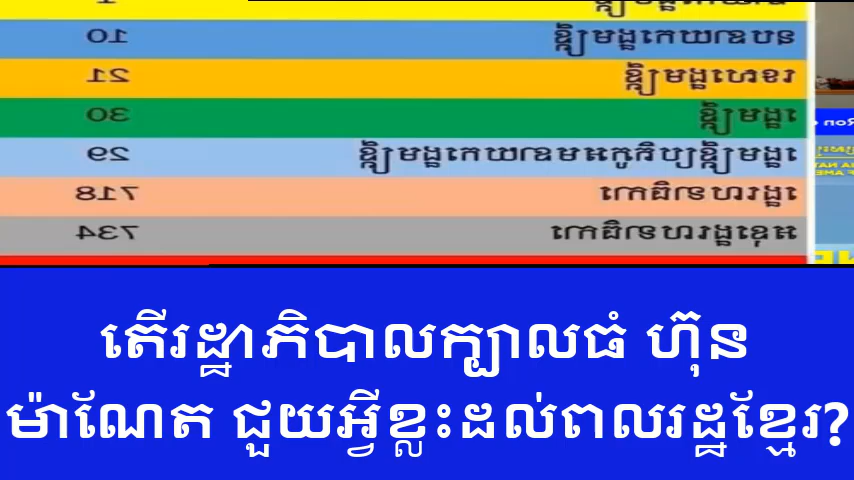 ឧបនាយករដ្ឋមន្ត្រី 10
ទេសរដ្ឋមន្ត្រី 21
រដ្ឋមន្ត្រី 30
រដ្ឋមន្ត្រីប្រតិភូអមនាយករដ្ឋមន្ត្រី 29
រដ្ឋលេខាធិការ 718
អនុរដ្ឋលេខាធិការ 734
តើរដ្ឋាភិបាលក្បាលធំ ហ៊ុន
ម៉ាណែត ជួយអ្វីខ្លះដល់ពលរដ្ឋខ្មែរ?